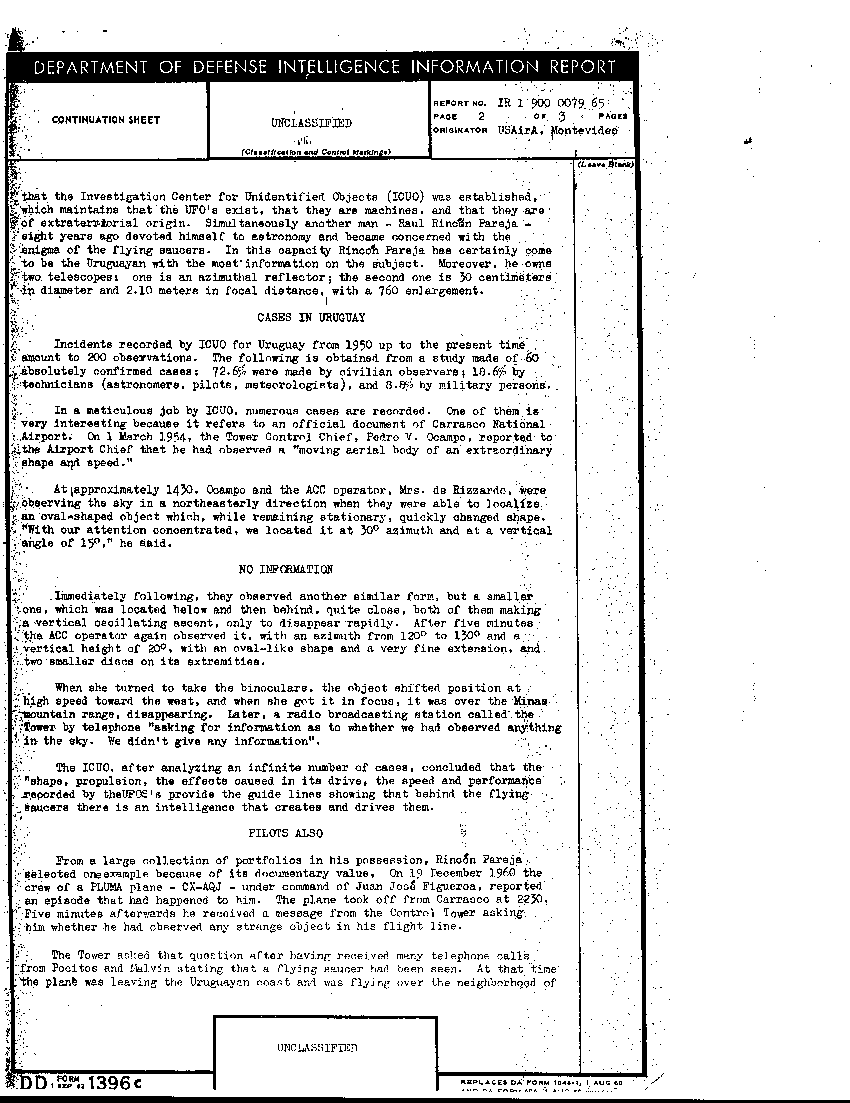 DEPARTMENT OF DEFENSE INTELLIGENCE INFORMATION REPORT
CONTINUATION SHEET
UNCLASSIFIED
(Classification and Control Markings)
REPORT NO. IR 1 900 0079 65
PAGE 2 OF 3 PAGES
ORIGINATOR USAirA, Montevideo
(Leave Blank)
that the Investigation Center for Unidentified Objects (ICUO) was established,
which maintains that the UFO's exist, that they are machines, and that they are
of extraterritorial origin. Simultaneously another man - Raul Rincón Pareja -
eight years ago devoted himself to astronomy and became concerned with the
enigma of the flying saucers. In this capacity Rincón Pareja has certainly come
to be the Uruguayan with the most information on the subject. Moreover, he owns
two telescopes: one is an azimuthal reflector; the second one is 30 centimeters
in diameter and 2.10 meters in focal distance, with a 760 enlargement.
CASES IN URUGUAY
Incidents recorded by ICUO for Uruguay from 1950 up to the present time
amount to 200 observations. The following is obtained from a study made of 60
absolutely confirmed cases: 72.6% were made by civilian observers; 18.6% by
technicians (astronomers, pilots, meteorologists), and 8.8% by military persons.
In a meticulous job by ICUO, numerous cases are recorded. One of them is
very interesting because it refers to an official document of Carrasco National
Airport. On 1 March 1954, the Tower Control Chief, Pedro V. Ocampo, reported to
the Airport Chief that he had observed a "moving aerial body of an extraordinary
shape and speed."
At approximately 1430, Ocampo and the ACC operator, Mrs. de Rizzardo, were
observing the sky in a northeasterly direction when they were able to localize
an oval-shaped object which, while remaining stationary, quickly changed shape.
"With our attention concentrated, we located it at 30° azimuth and at a vertical
angle of 15°," he said.
NO INFORMATION
Immediately following, they observed another similar form, but a smaller
one, which was located below and then behind, quite close, both of them making
a vertical oscillating ascent, only to disappear rapidly. After five minutes
the ACC operator again observed it, with an azimuth from 120° to 130° and a
vertical height of 20°, with an oval-like shape and a very fine extension, and
two smaller discs on its extremities.
When she turned to take the binoculars, the object shifted position at
high speed toward the west, and when she got it in focus, it was over the Minas
mountain range, disappearing. Later, a radio broadcasting station called the
Tower by telephone "asking for information as to whether we had observed anything
in the sky. We didn't give any information".
The ICUO, after analyzing an infinite number of cases, concluded that the
"shape, propulsion, the effects caused in its drive, the speed and performance
reported by theUFOS's provide the guide lines showing that behind the flying
saucers there is an intelligence that creates and drives them.
PILOTS ALSO
From a large collection of portfolios in his possession, Rincón Pareja
selected one example because of its documentary value. On 19 December 1960 the
crew of a PLUMA plane - CX-AQJ - under command of Juan José Figueroa, reported
an episode that had happened to him. The plane took off from Carrasco at 2230.
Five minutes afterwards he received a message from the Control Tower asking
him whether he had observed any strange object in his flight line.
The Tower asked that question after having received many telephone calls
from Pocitos and Malvin stating that a flying saucer had been seen. At that time
the plane was leaving the Uruguayan coast and was flying over the neighborhood of
UNCLASSIFIED
DD FORM 1396c
REPLACES DA FORM 1048-1, 1 AUG 60